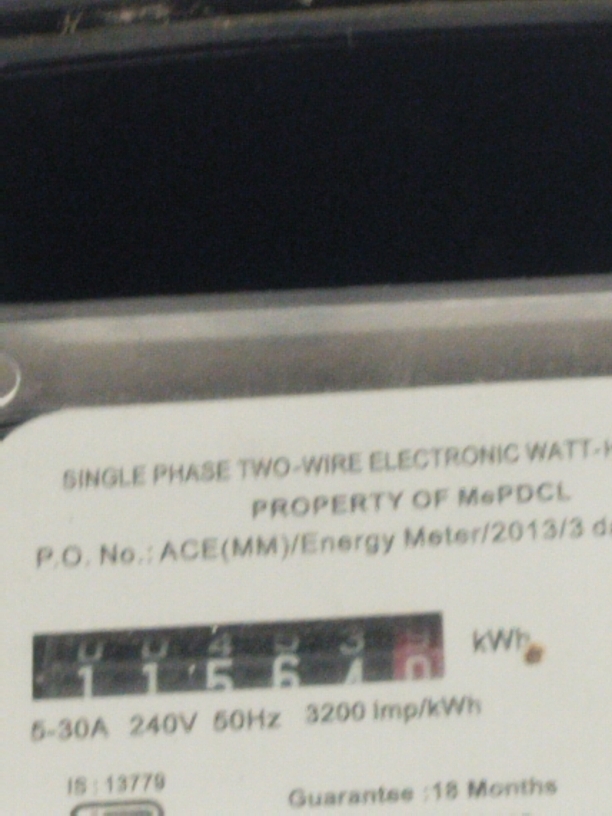 SINGLE PHASE TWO-WIRE ELECTRONIC WATT-H
PROPERTY OF MePDCL
P.O. No.: ACE(MM)/Energy Meter/2013/3 da
kWh
5-30A 240V 50Hz 3200 imp/kWh
IS : 13779
Guarantee :18 Months